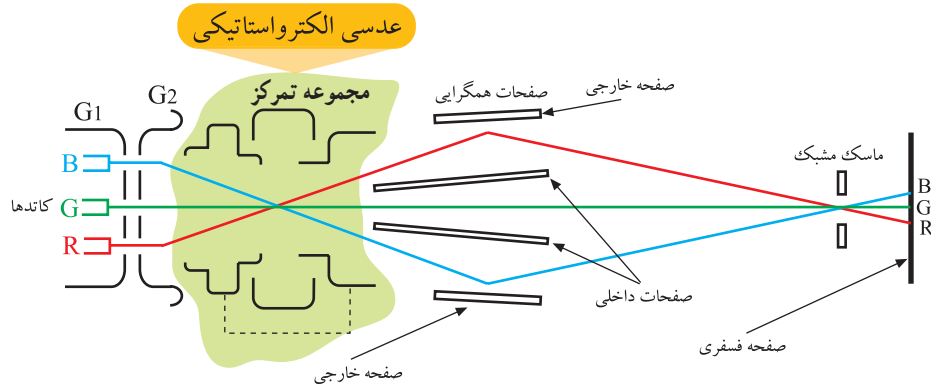 عدسی الکترواستاتیکی
مجموعه تمرکز
صفحات همگرایی
صفحه خارجی
G1
G2
ماسک مشبک
B
G
R
کاتدها
B
G
R
صفحات داخلی
صفحه فسفری
صفحه خارجی